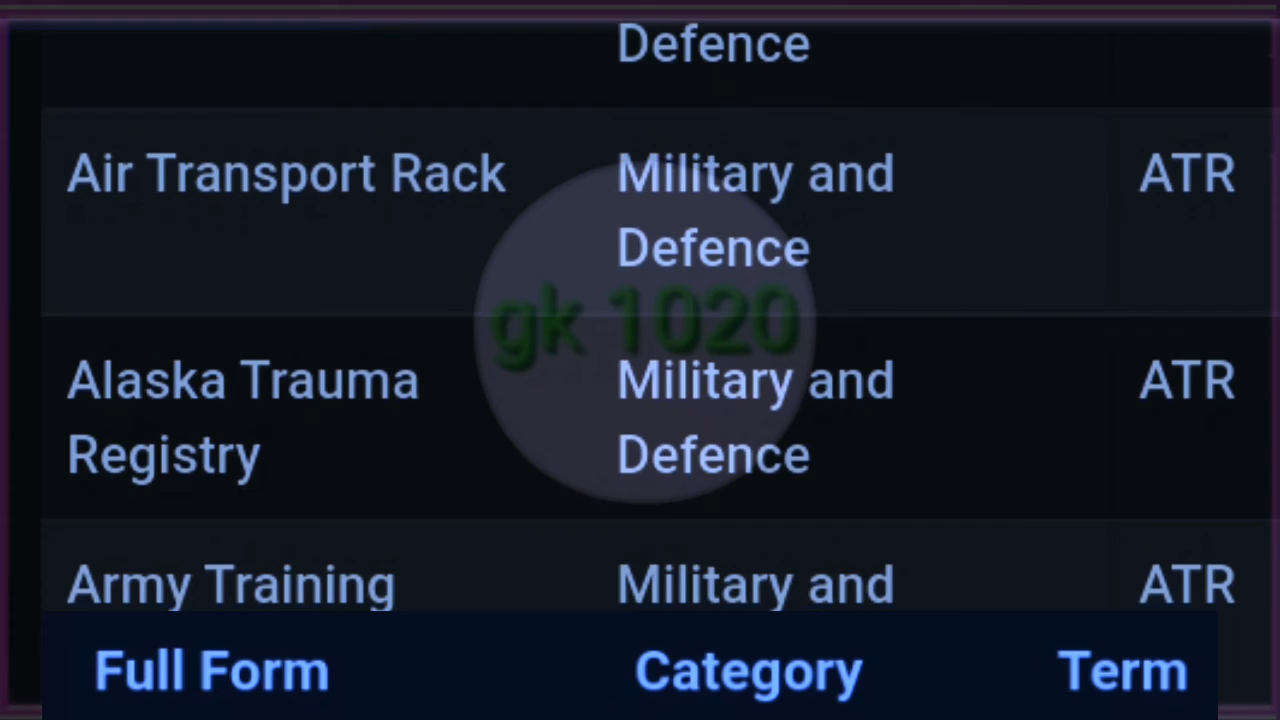 Defence
Air Transport Rack Military and ATR
Defence
gk 1020
Alaska Trauma Military and ATR
Registry Defence
Army Training Military and ATR
Full Form Category Term